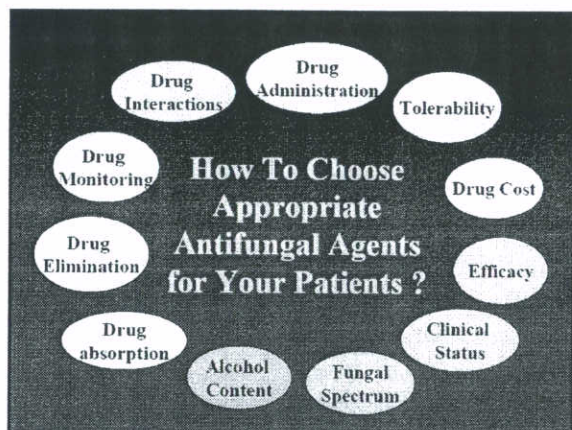 Drug
Interactions
Drug
Administration
Tolerability
Drug
Monitoring
Drug Cost
Drug
Elimination
Efficacy
Drug
absorption
Clinical
Status
Alcohol
Content
Fungal
Spectrum
How To Choose
Appropriate
Antifungal Agents
for Your Patients ?